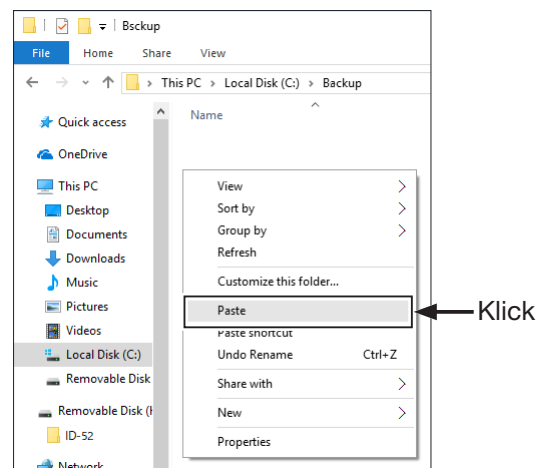 Bsckup
File Home Share View
This PC > Local Disk (C:) > Backup
Quick access
OneDrive
This PC
Desktop
Documents
Downloads
Music
Pictures
Videos
Local Disk (C:)
Removable Disk
Removable Disk (H
ID-52
Network
Name
View
Sort by
Group by
Refresh
Customize this folder...
Paste
Paste shortcut
Undo Rename Ctrl+Z
Share with
New
Properties
Klick